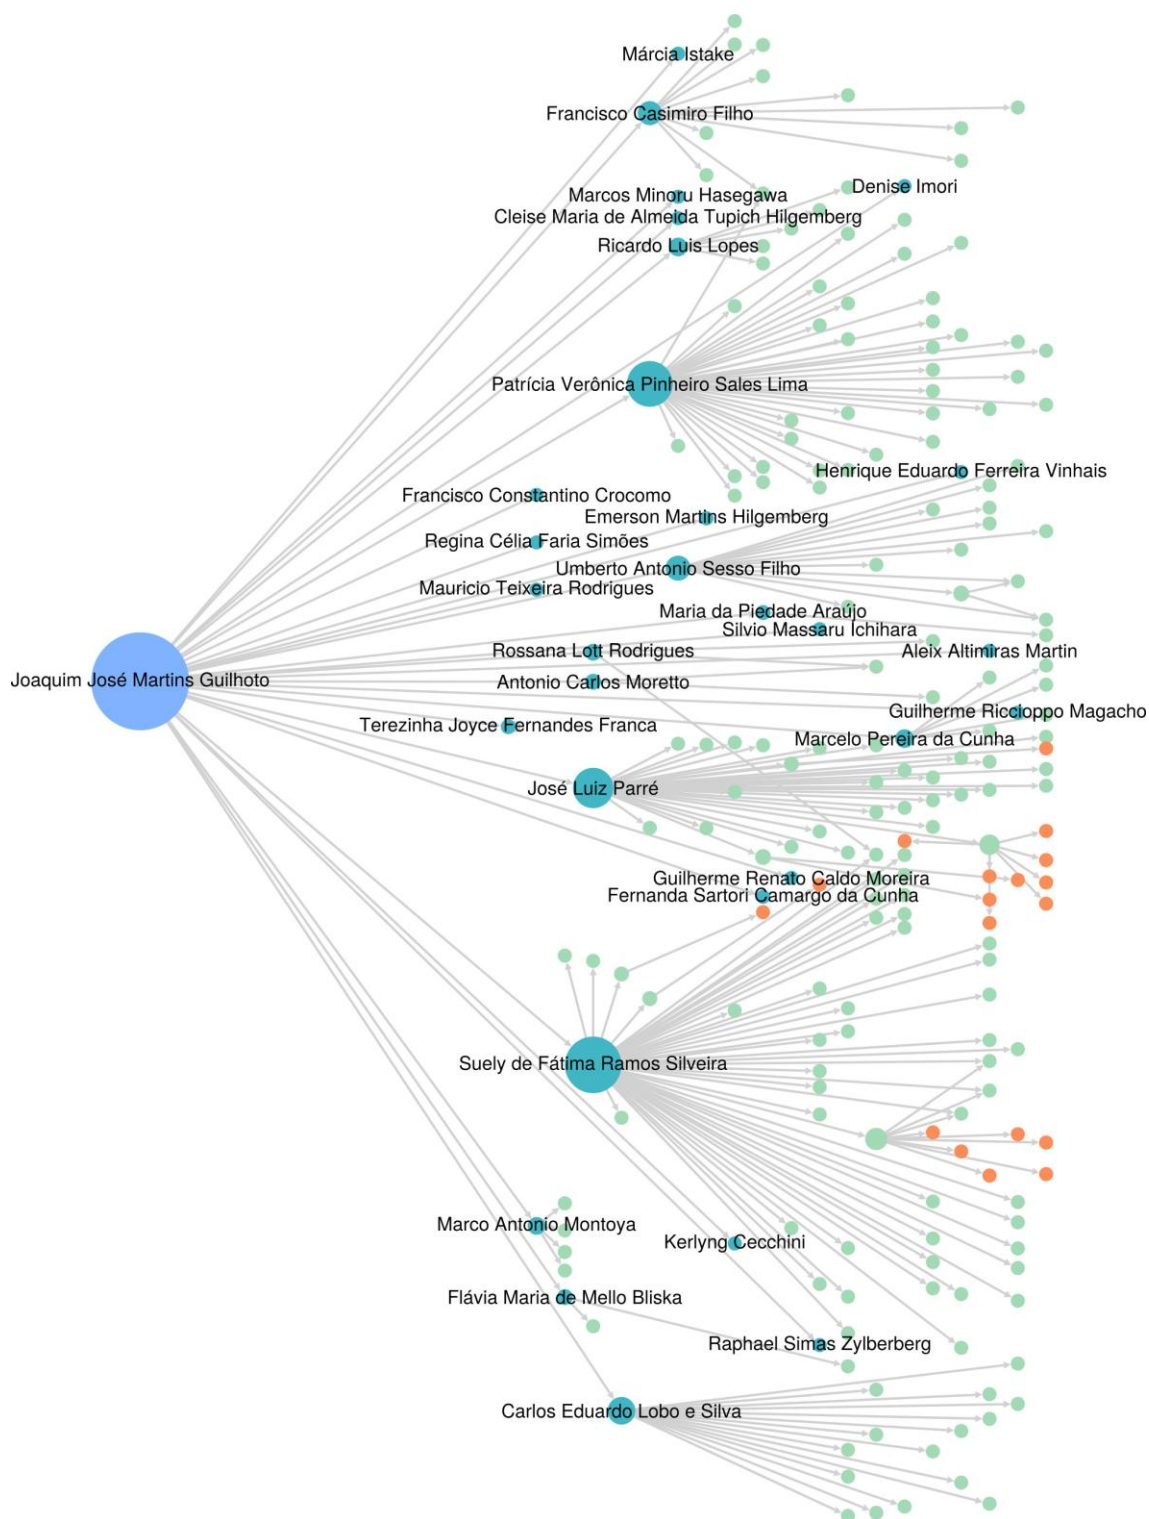 Márcia Istake
Francisco Casimiro Filho
Denise Imori
Marcos Minoru Hasegawa
Cleise Maria de Almeida Tupich Hilgemberg
Ricardo Luis Lopes
Patrícia Verônica Pinheiro Sales Lima
Henrique Eduardo Ferreira Vinhais
Francisco Constantino Crocomo
Emerson Martins Hilgemberg
Regina Célia Faria Simões
Umberto Antonio Sesso Filho
Mauricio Teixeira Rodrigues
Maria da Piedade Araújo
Silvio Massaru Ichihara
Rossana Lott Rodrigues
Aleix Altimiras Martin
Joaquim José Martins Guilhoto
Antonio Carlos Moretto
Guilherme Riccioppo Magacho
Terezinha Joyce Fernandes Franca
Marcelo Pereira da Cunha
José Luiz Parré
Guilherme Renato Caldo Moreira
Fernanda Sartori Camargo da Cunha
Suely de Fátima Ramos Silveira
Marco Antonio Montoya
Kerlyng Cecchini
Flávia Maria de Mello Bliska
Raphael Simas Zylberberg
Carlos Eduardo Lobo e Silva